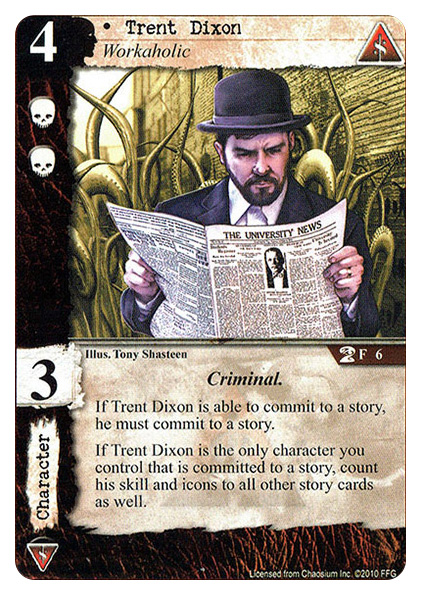 4
• Trent Dixon
Workaholic
THE UNIVERSITY NEWS
Illus. Tony Shasteen
F 6
3
Criminal.
If Trent Dixon is able to commit to a story,
he must commit to a story.
If Trent Dixon is the only character you
control that is committed to a story, count
his skill and icons to all other story cards
as well.
Character
Licensed from Chaosium Inc. ©2010 FFG